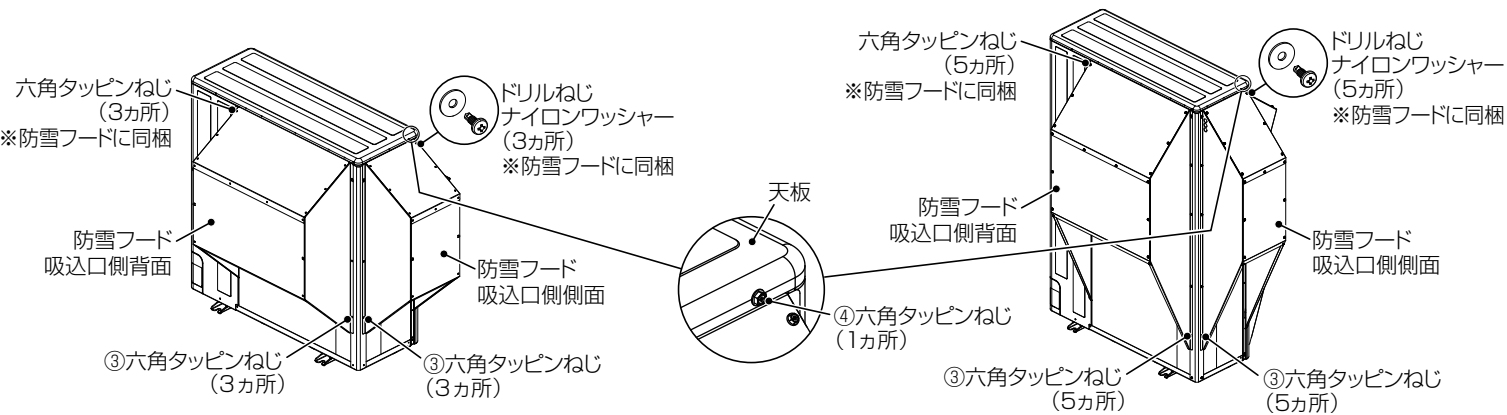 六角タッピンねじ
（3ヵ所）
※防雪フードに同梱
ドリルねじ
ナイロンワッシャー
（3ヵ所）
※防雪フードに同梱
防雪フード
吸込口側背面
防雪フード
吸込口側側面
③六角タッピンねじ
（3ヵ所）
③六角タッピンねじ
（3ヵ所）
天板
④六角タッピンねじ
（1ヵ所）
六角タッピンねじ
（5ヵ所）
※防雪フードに同梱
ドリルねじ
ナイロンワッシャー
（5ヵ所）
※防雪フードに同梱
防雪フード
吸込口側背面
防雪フード
吸込口側側面
③六角タッピンねじ
（5ヵ所）
③六角タッピンねじ
（5ヵ所）